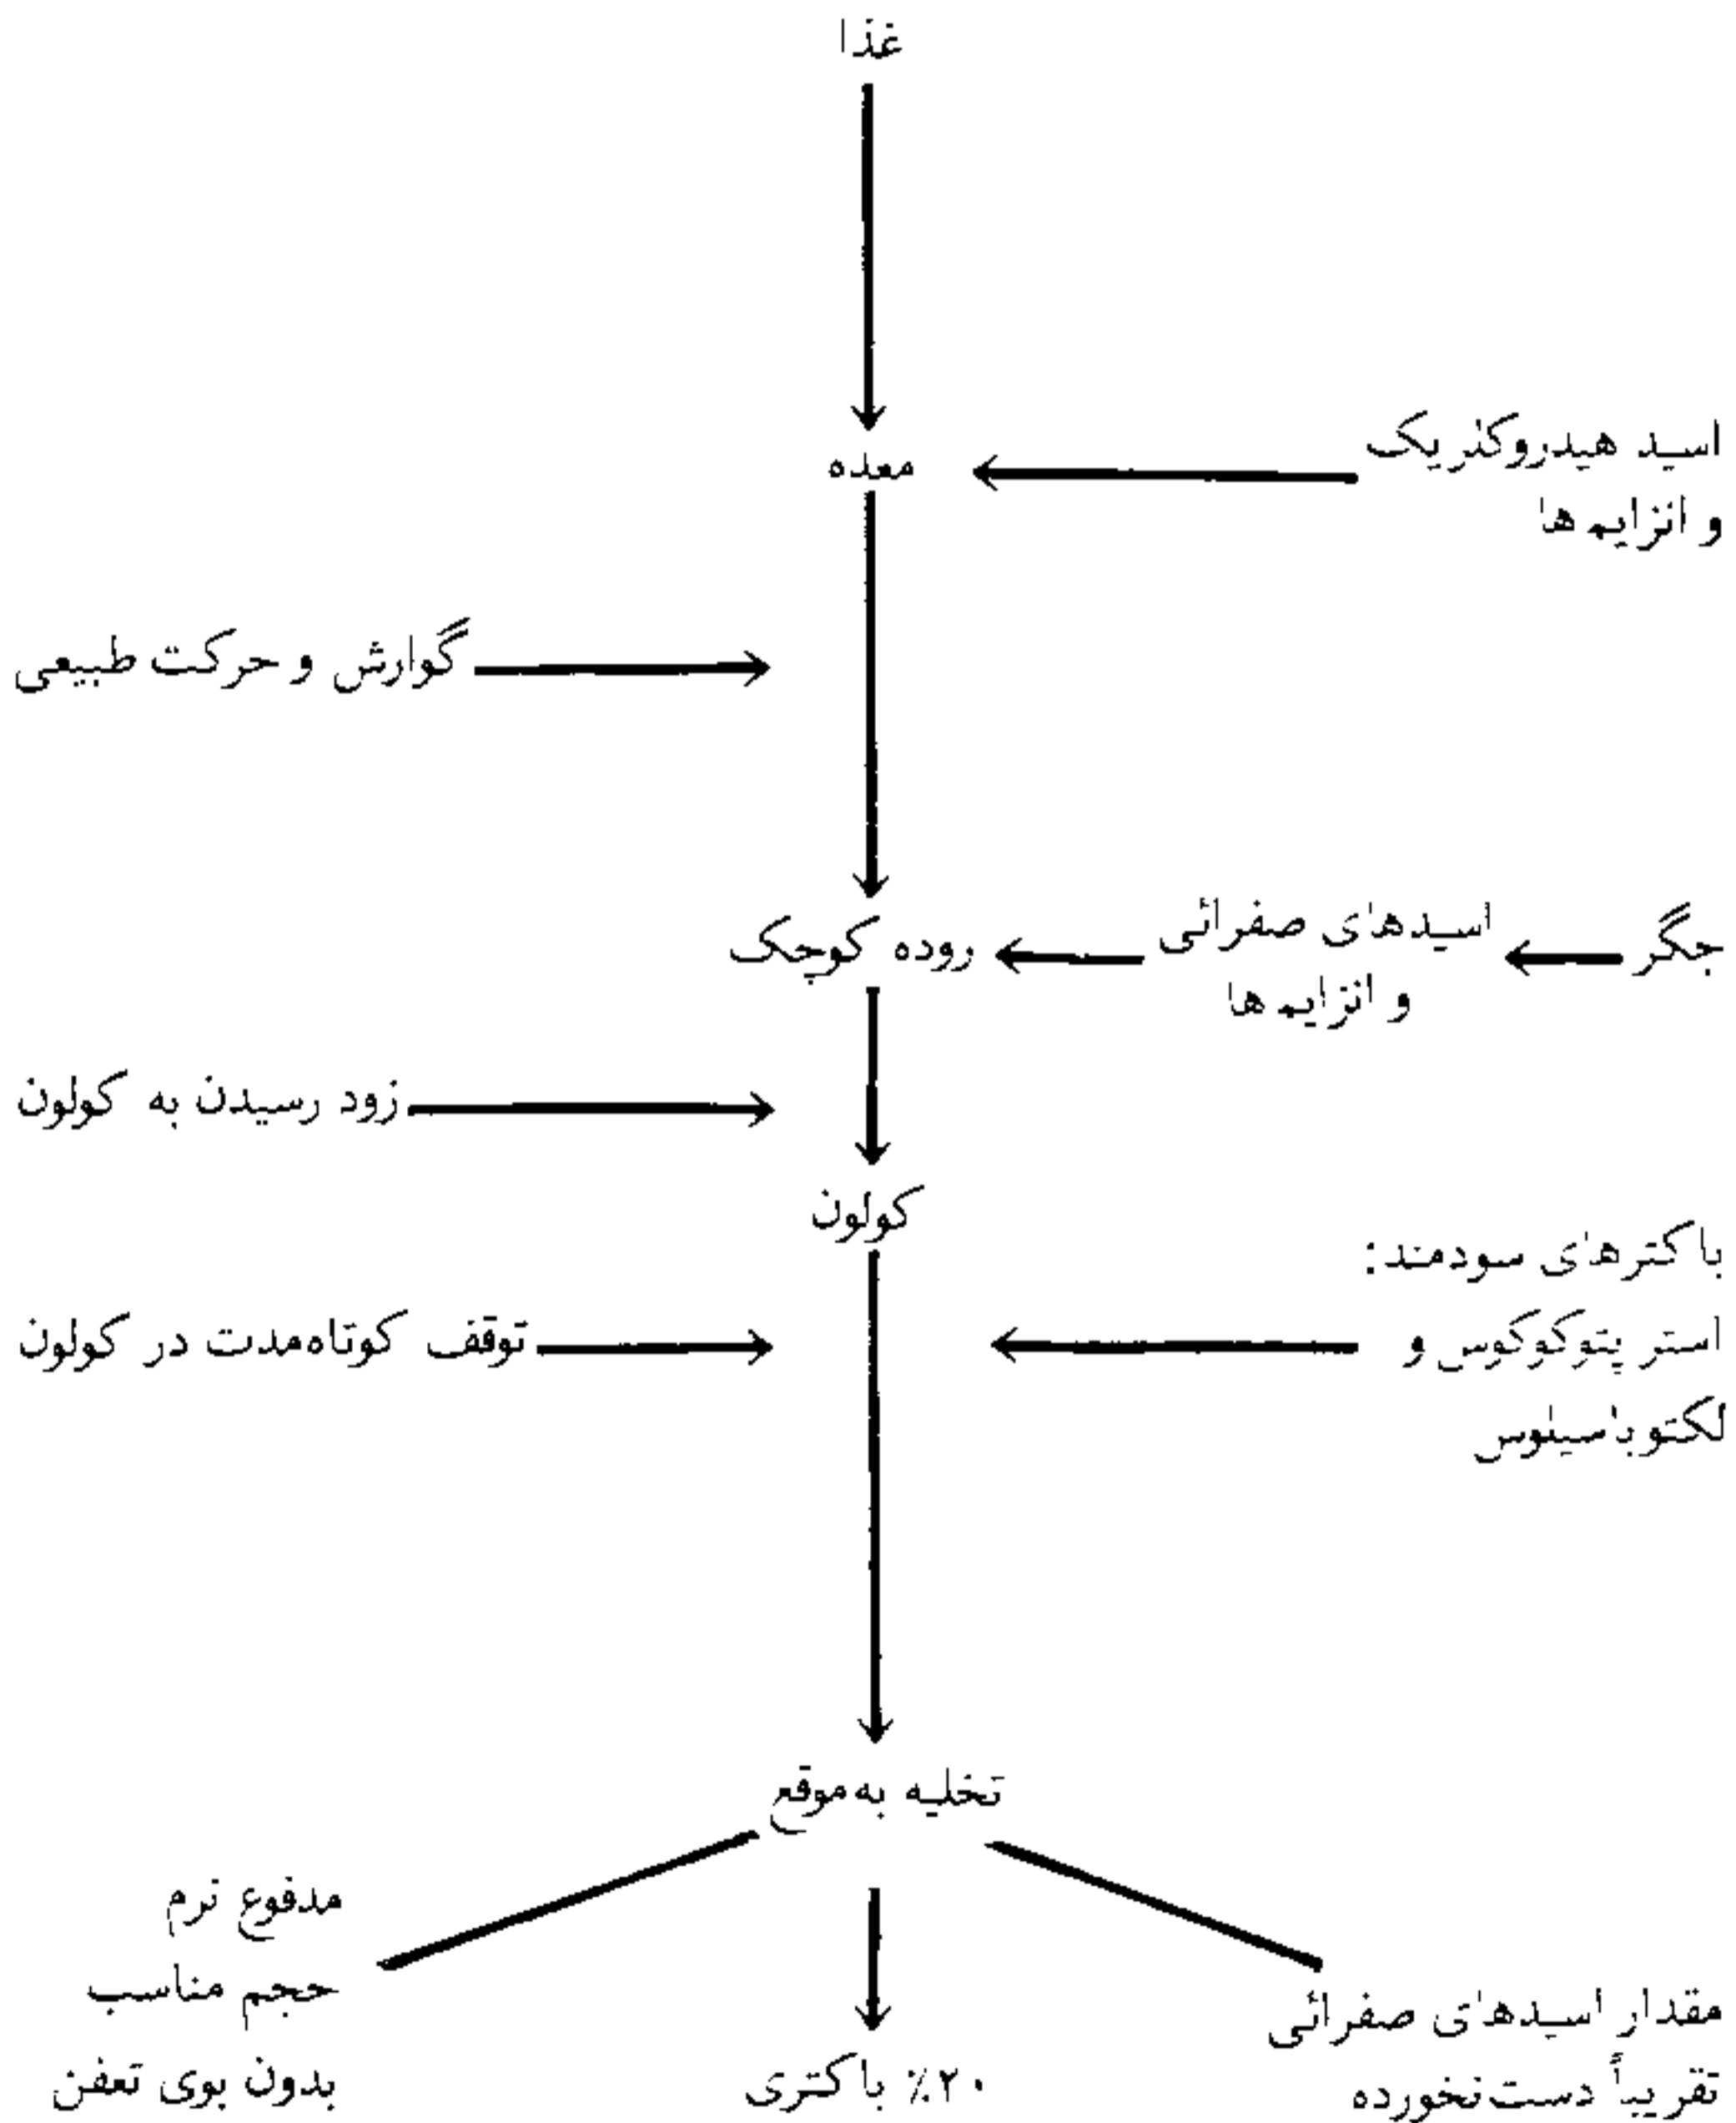 غذا
اسید هیدروکلریک
و انزایم ها
معده
گوارش و حرکت طبیعی
جگر
اسیدهای صفرائی
و انزایم ها
روده کوچک
زود رسیدن به کولون
کولون
باکترهای سودمند:
استرپتوکوکوس و
لکتوباسیلوس
توقف کوتاه‌مدت در کولون
تخلیه به موقع
مقدار اسیدهای صفرائی
تقریباً دست‌نخورده
۲۰٪ باکتری
مدفوع نرم
حجم مناسب
بدون بوی تعفن